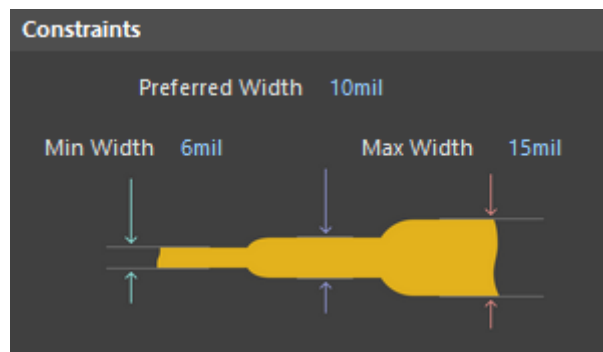 Constraints
Preferred Width 10mil
Min Width 6mil Max Width 15mil